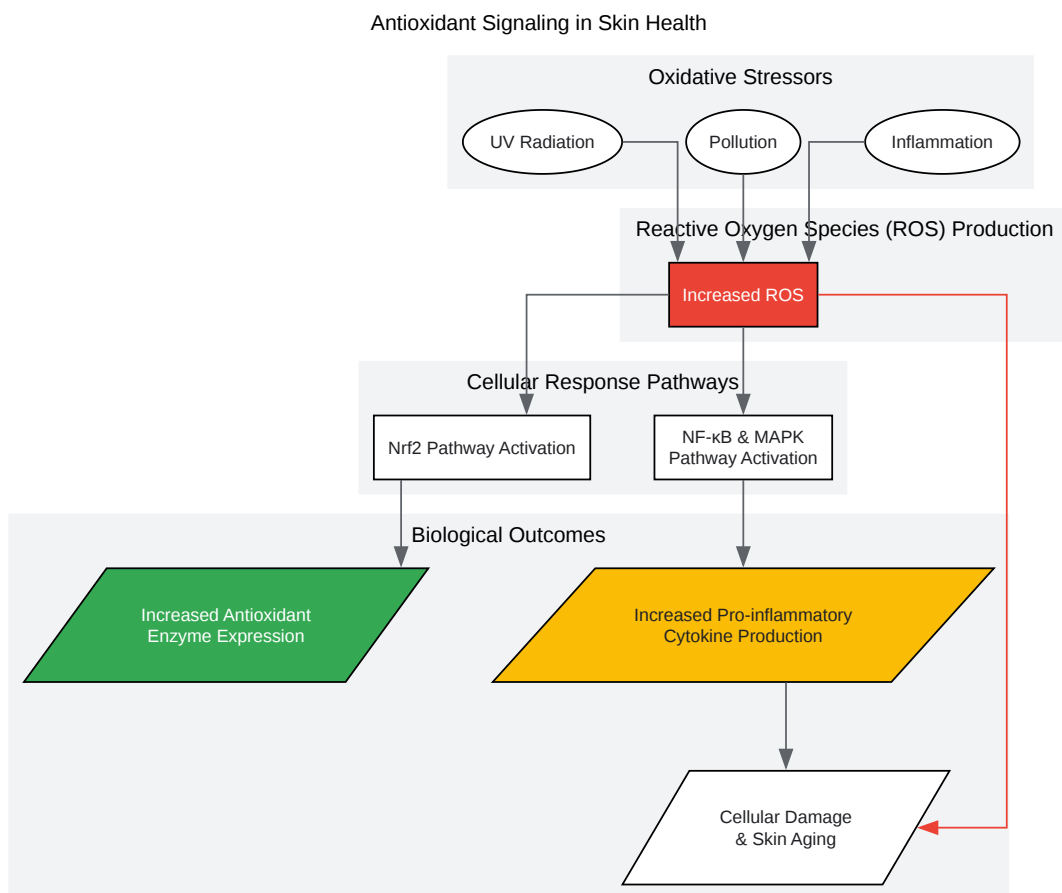 Antioxidant Signaling in Skin Health
Oxidative Stressors
UV Radiation
Pollution
Inflammation
Reactive Oxygen Species (ROS) Production
Increased ROS
Cellular Response Pathways
Nrf2 Pathway Activation
NF-κB & MAPK
Pathway Activation
Biological Outcomes
Increased Antioxidant
Enzyme Expression
Increased Pro-inflammatory
Cytokine Production
Cellular Damage
& Skin Aging